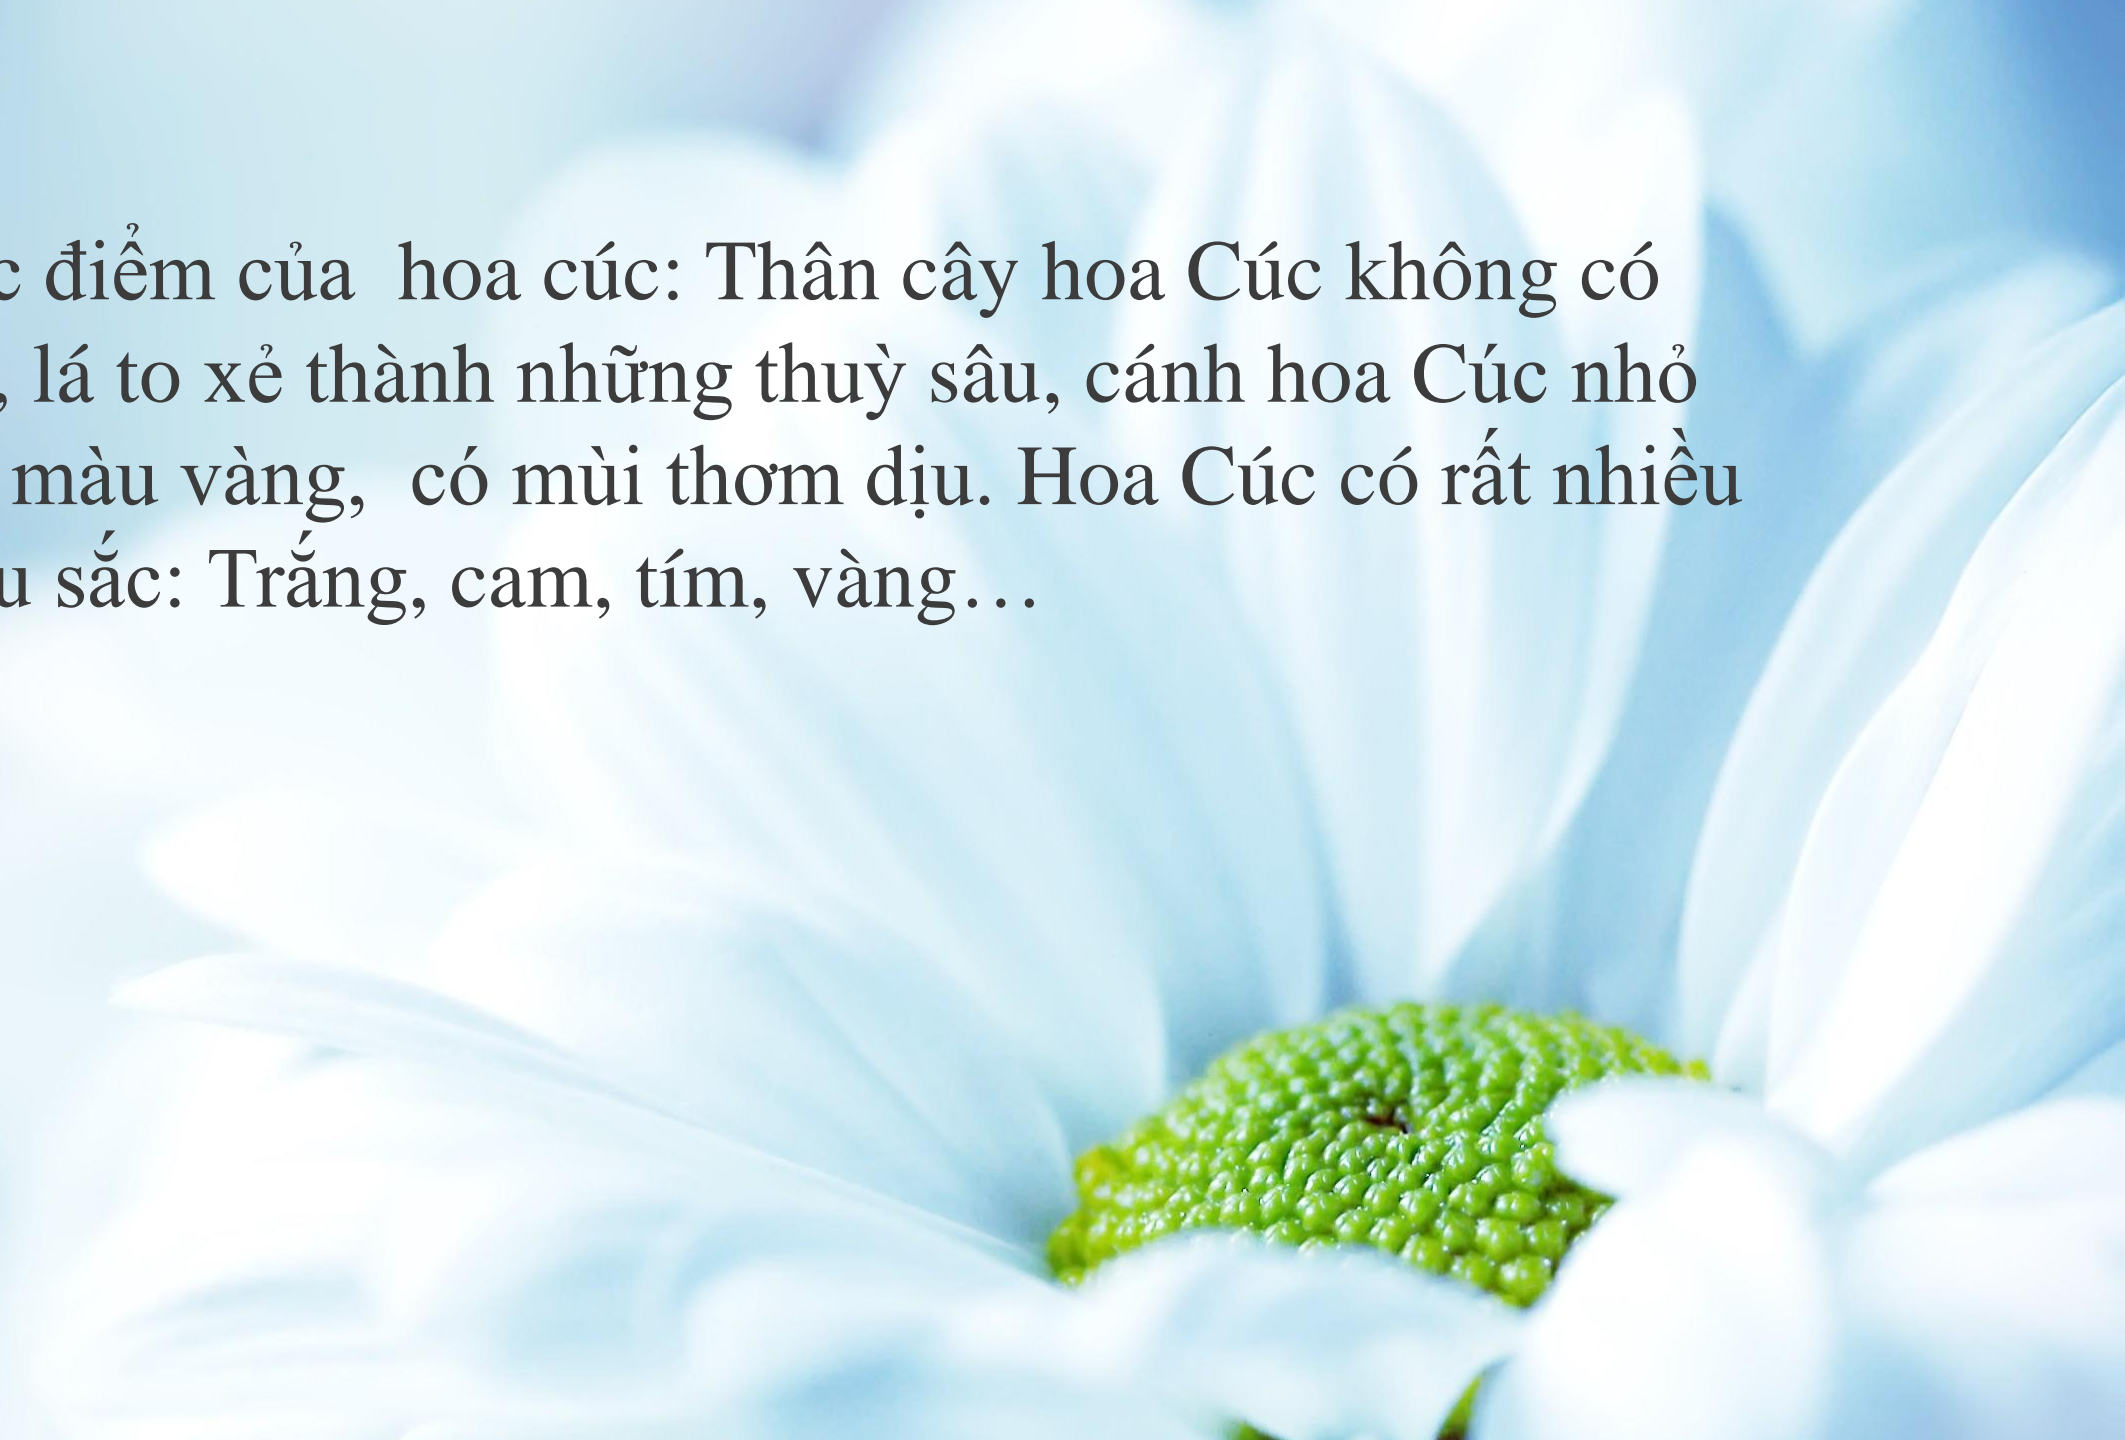 điểm của hoa cúc: Thân cây hoa Cúc không có
, lá to xẻ thành những thuỳ sâu, cánh hoa Cúc nhỏ
màu vàng, có mùi thơm dịu. Hoa Cúc có rất nhiều
sắc: Trắng, cam, tím, vàng…